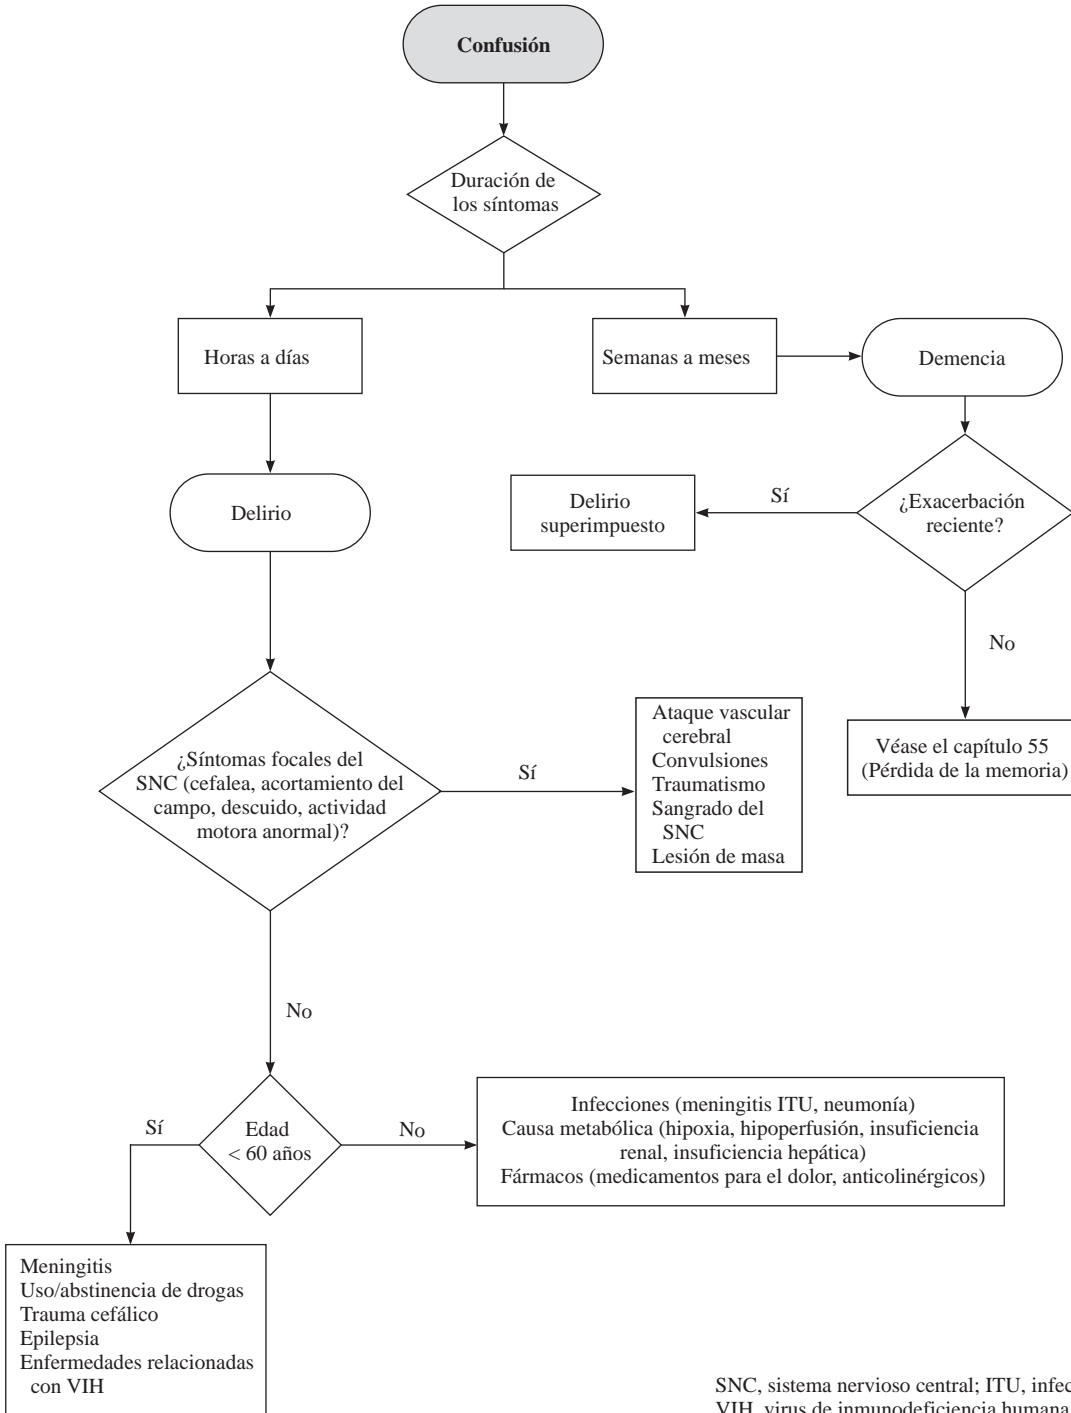 Confusión
Duración de
los síntomas
Horas a días
Semanas a meses
Demencia
Delirio
Delirio
superimpuesto
Sí
¿Exacerbación
reciente?
No
Véase el capítulo 55
(Pérdida de la memoria)
¿Síntomas focales del
SNC (cefalea, acortamiento del
campo, descuido, actividad
motora anormal)?
Sí
Ataque vascular
cerebral
Convulsiones
Traumatismo
Sangrado del
SNC
Lesión de masa
No
Edad
< 60 años
Sí
No
Infecciones (meningitis ITU, neumonía)
Causa metabólica (hipoxia, hipoperfusión, insuficiencia
renal, insuficiencia hepática)
Fármacos (medicamentos para el dolor, anticolinérgicos)
Meningitis
Uso/abstinencia de drogas
Trauma cefálico
Epilepsia
Enfermedades relacionadas
con VIH
SNC, sistema nervioso central; ITU, infec
VIH, virus de inmunodeficiencia humana